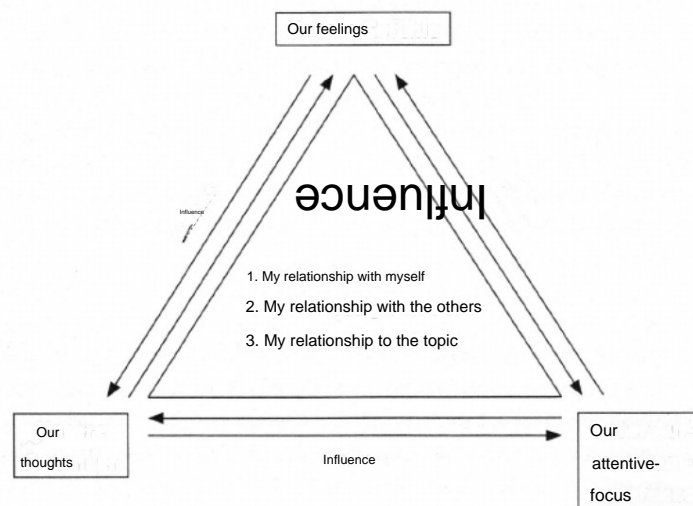 Our feelings
Influence
Influence
1. My relationship with myself
2. My relationship with the others
3. My relationship to the topic
Our
thoughts
Influence
Our
attentive-
focus